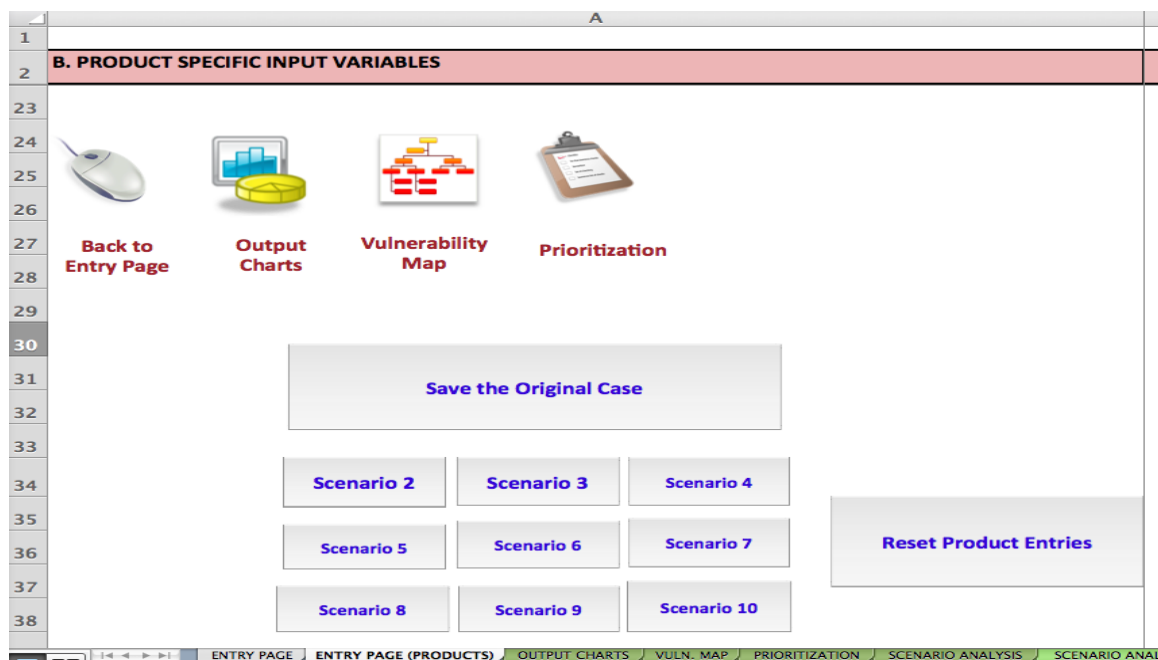 A
1
2 B. PRODUCT SPECIFIC INPUT VARIABLES
23
24
25
26
27
28
Back to Entry Page
Output Charts
Vulnerability Map
Prioritization
29
30
31
32
Save the Original Case
33
34
Scenario 2 Scenario 3 Scenario 4
35
36
Scenario 5 Scenario 6 Scenario 7
Reset Product Entries
37
38
Scenario 8 Scenario 9 Scenario 10
ENTRY PAGE ENTRY PAGE (PRODUCTS) OUTPUT CHARTS VULN. MAP PRIORITIZATION SCENARIO ANALYSIS SCENARIO ANAL